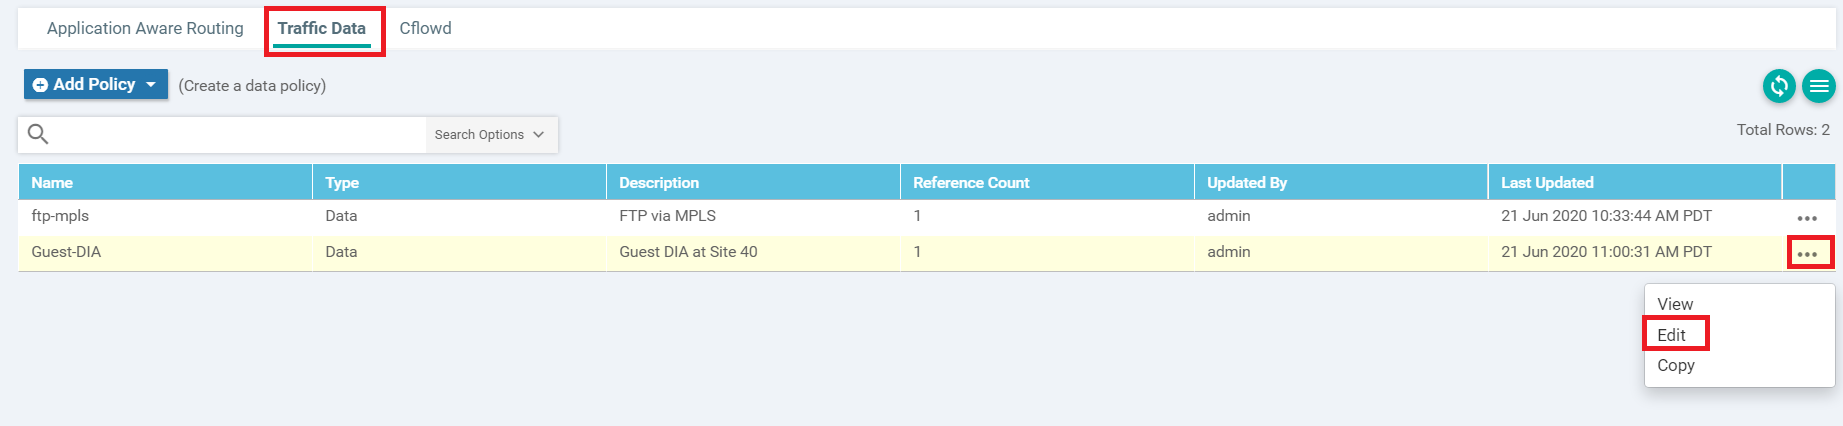 Application Aware Routing Traffic Data Cflowd
Add Policy (Create a data policy)
Search Options
Total Rows: 2
Name Type Description Reference Count Updated By Last Updated
ftp-mpls Data FTP via MPLS 1 admin 21 Jun 2020 10:33:44 AM PDT
Guest-DIA Data Guest DIA at Site 40 1 admin 21 Jun 2020 11:00:31 AM PDT
View
Edit
Copy